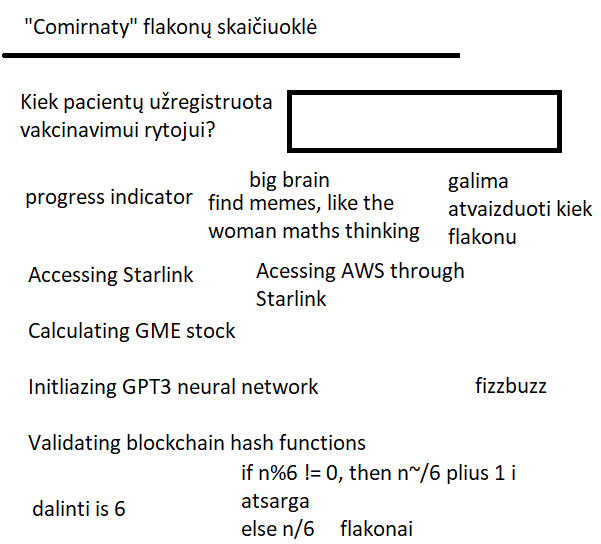 "Comirnaty" flakonų skaičiuoklė
Kiek pacientų užregistruota
vakcinavimui rytojui?
progress indicator
big brain
find memes, like the
woman maths thinking
galima
atvaizduoti kiek
flakonu
Accessing Starlink
Acessing AWS through
Starlink
Calculating GME stock
Initliazing GPT3 neural network
fizzbuzz
Validating blockchain hash functions
dalinti is 6
if n%6 != 0, then n~/6 plius 1 i
atsarga
else n/6 flakonai